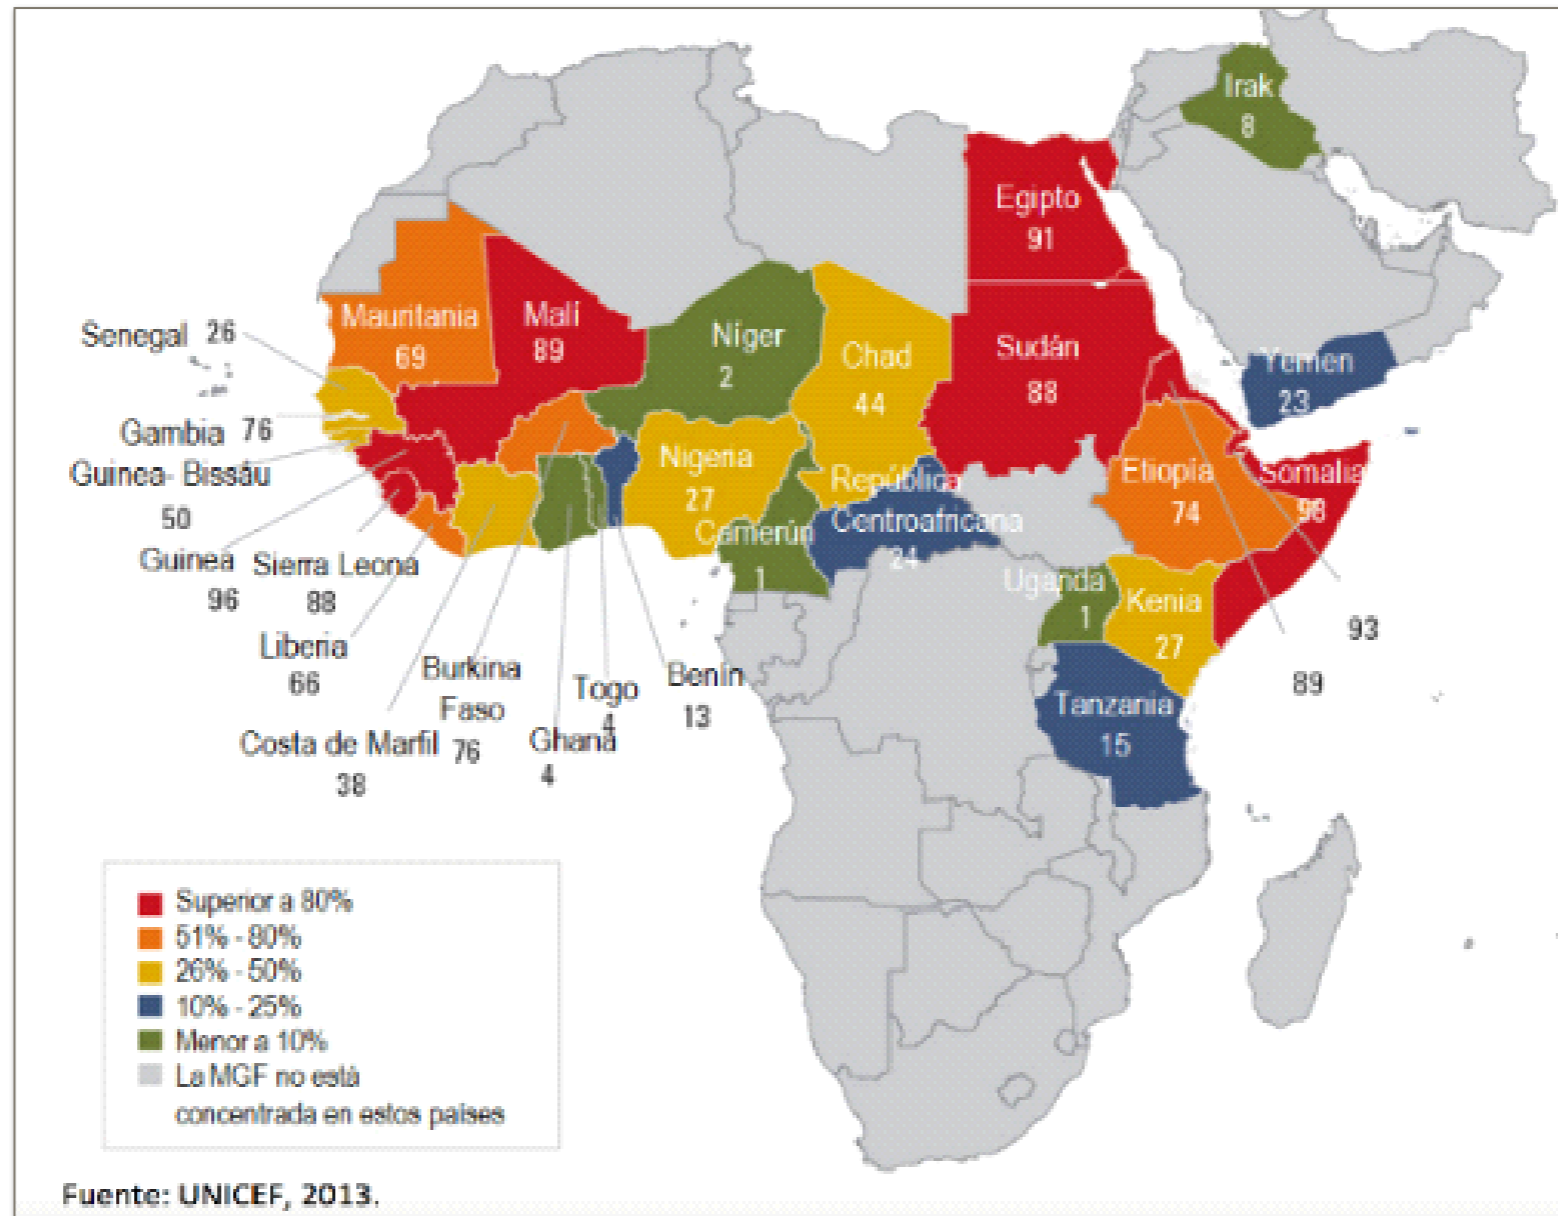 Irak
8
Egipto
91
Mauritania
69
Malí
89
Níger
2
Chad
44
Sudán
88
Yemen
23
Senegal 26
Gambia 76
Guinea- Bissáu
50
Guinea
96
Sierra Leona
88
Liberia
66
Costa de Marfil
38
Burkina
Faso
76
Ghana
4
Togo
4
Benín
13
Nigeria
27
Camerún
1
República
Centroafricana
24
Etiopía
74
Somalia
98
Uganda
1
Kenia
27
Tanzania
15
93
89
Superior a 80%
51% - 80%
26% - 50%
10% - 25%
Menor a 10%
La MGF no está
concentrada en estos países
Fuente: UNICEF, 2013.